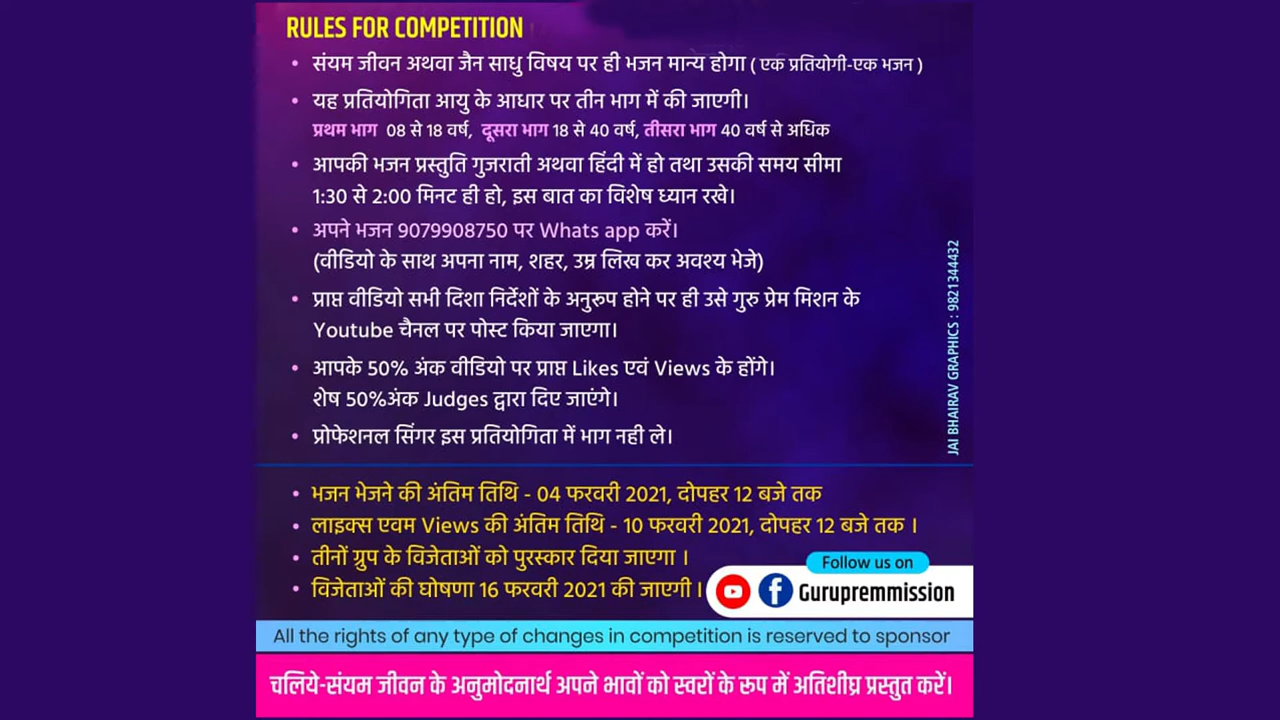 RULES FOR COMPETITION
• संयम जीवन अथवा जैन साधु विषय पर ही भजन मान्य होगा ( एक प्रतियोगी-एक भजन )
• यह प्रतियोगिता आयु के आधार पर तीन भाग में की जाएगी।
प्रथम भाग 08 से 18 वर्ष, दूसरा भाग 18 से 40 वर्ष, तीसरा भाग 40 वर्ष से अधिक
• आपकी भजन प्रस्तुति गुजराती अथवा हिंदी में हो तथा उसकी समय सीमा
1:30 से 2:00 मिनट ही हो, इस बात का विशेष ध्यान रखे।
• अपने भजन 9079908750 पर Whats app करें।
(वीडियो के साथ अपना नाम, शहर, उम्र लिख कर अवश्य भेजे)
• प्राप्त वीडियो सभी दिशा निर्देशों के अनुरूप होने पर ही उसे गुरु प्रेम मिशन के
Youtube चैनल पर पोस्ट किया जाएगा।
• आपके 50% अंक वीडियो पर प्राप्त Likes एवं Views के होंगे।
शेष 50%अंक Judges द्वारा दिए जाएंगे।
• प्रोफेशनल सिंगर इस प्रतियोगिता में भाग नही ले।
JAI BHAIRAV GRAPHICS : 9821344432
• भजन भेजने की अंतिम तिथि - 04 फरवरी 2021, दोपहर 12 बजे तक
• लाइक्स एवम Views की अंतिम तिथि - 10 फरवरी 2021, दोपहर 12 बजे तक ।
• तीनों ग्रुप के विजेताओं को पुरस्कार दिया जाएगा ।
• विजेताओं की घोषणा 16 फरवरी 2021 की जाएगी ।
Follow us on
Gurupremmission
All the rights of any type of changes in competition is reserved to sponsor
चलिये-संयम जीवन के अनुमोदनार्थ अपने भावों को स्वरों के रूप में अतिशीघ्र प्रस्तुत करें।